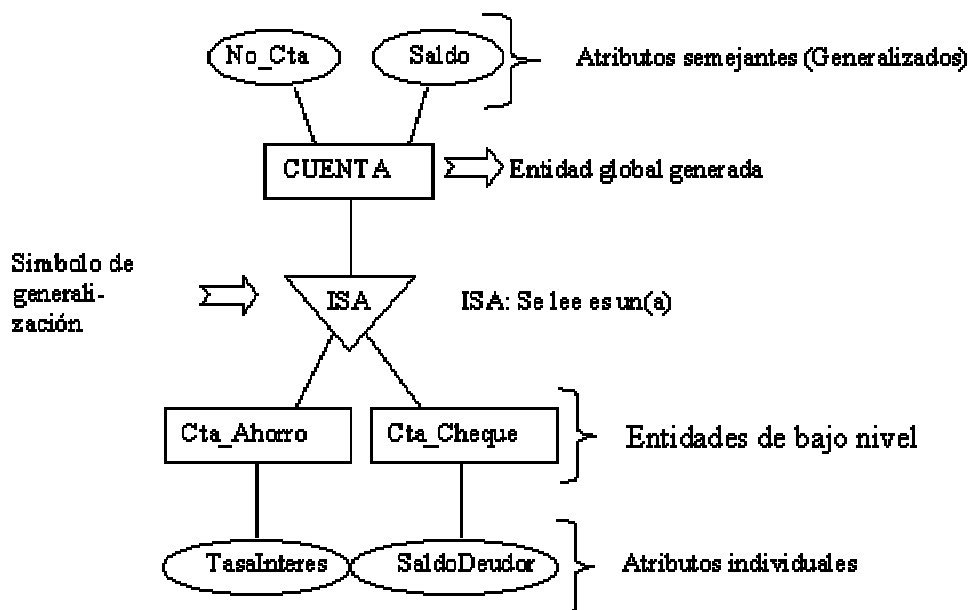 No_Cta
Saldo
Atributos semejantes (Generalizados)
CUENTA
Entidad global generada
Simbolo de
generali-
zación
ISA
ISA: Se lee es un(a)
Cta_Ahorro
Cta_Cheque
Entidades de bajo nivel
TasaInteres
SaldoDeudor
Atributos individuales